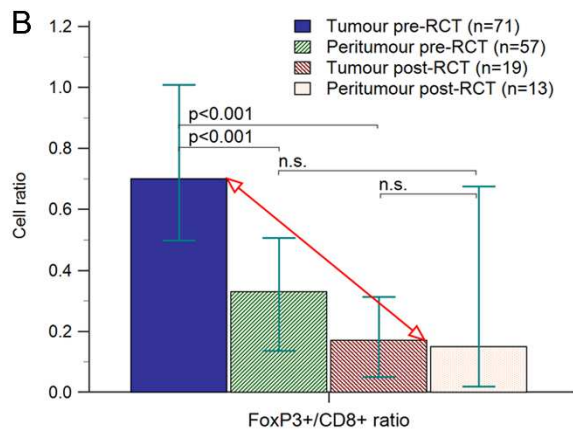 B
Tumour pre-RCT (n=71)
Peritumour pre-RCT (n=57)
Tumour post-RCT (n=19)
Peritumour post-RCT (n=13)
1.2
1.0
0.8
0.6
0.4
0.2
0.0
Cell ratio
p<0.001
p<0.001
n.s.
n.s.
FoxP3+/CD8+ ratio